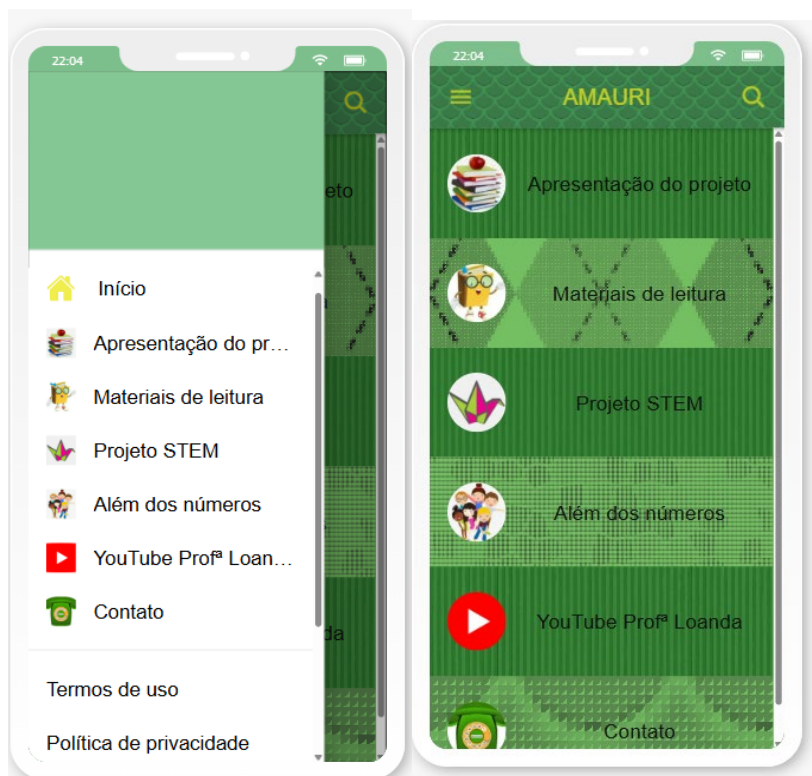 22:04
eto
Início
Apresentação do pr...
Materiais de leitura
a
Projeto STEM
Além dos números
YouTube Profª Loan...
Contato
da
Termos de uso
Política de privacidade
22:04
AMAURI
Apresentação do projeto
Materiais de leitura
Projeto STEM
Além dos números
YouTube Profª Loanda
Contato